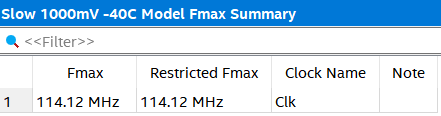 Slow 1000mV -40C Model Fmax Summary
<<Filter>>
Fmax Restricted Fmax Clock Name Note
1 114.12 MHz 114.12 MHz Clk